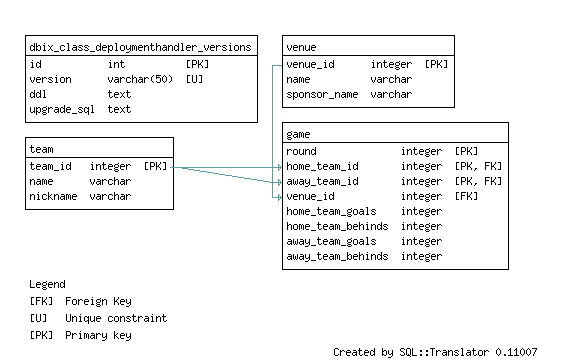 dbix_class_deploymenthandler_versions
id int [PK]
version varchar(50) [U]
ddl text
upgrade_sql text
venue
venue_id integer [PK]
name varchar
sponsor_name varchar
team
team_id integer [PK]
name varchar
nickname varchar
game
round integer [PK]
home_team_id integer [PK, FK]
away_team_id integer [PK, FK]
venue_id integer [FK]
home_team_goals integer
home_team_behinds integer
away_team_goals integer
away_team_behinds integer
Legend
[FK] Foreign Key
[U] Unique constraint
[PK] Primary key
Created by SQL::Translator 0.11007